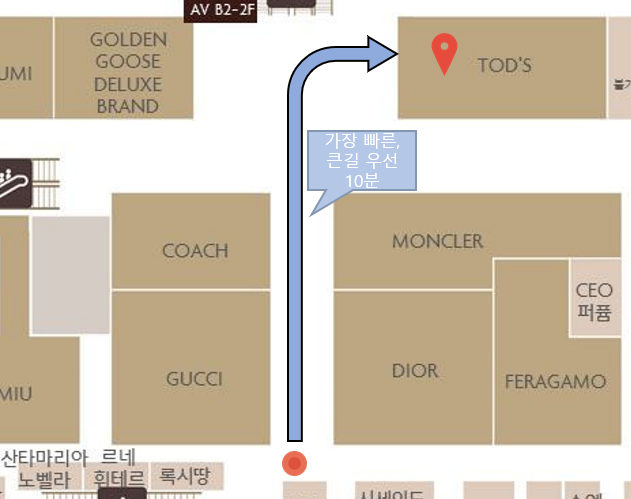 AV B2-2F
GOLDEN
GOOSE
DELUXE
BRAND
UMI
TOD'S
가장 빠른,
큰길 우선
10분
COACH
MONCLER
CEO
퍼퓸
GUCCI
DIOR
FERAGAMO
MIU
산타마리아
노벨라
르네
휘테르
록시땅